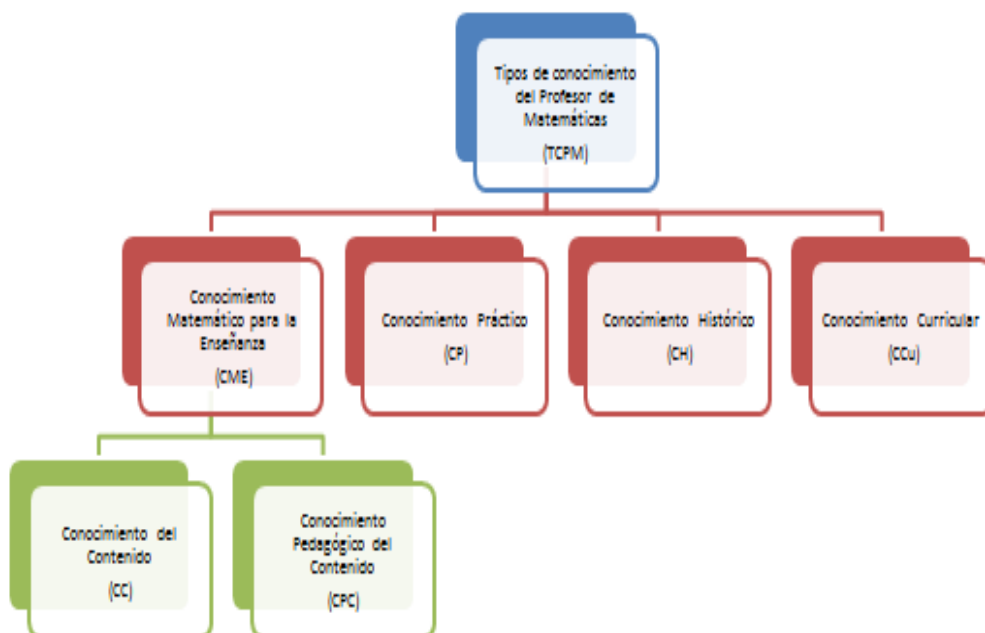 Tipos de conocimiento
del Profesor de
Matemáticas
(TCPM)
Conocimiento
Matemático para la
Enseñanza
(CME)
Conocimiento Práctico
(CP)
Conocimiento Histórico
(CH)
Conocimiento Curricular
(CCu)
Conocimiento del
Contenido
(CC)
Conocimiento
Pedagógico del
Contenido
(CPC)